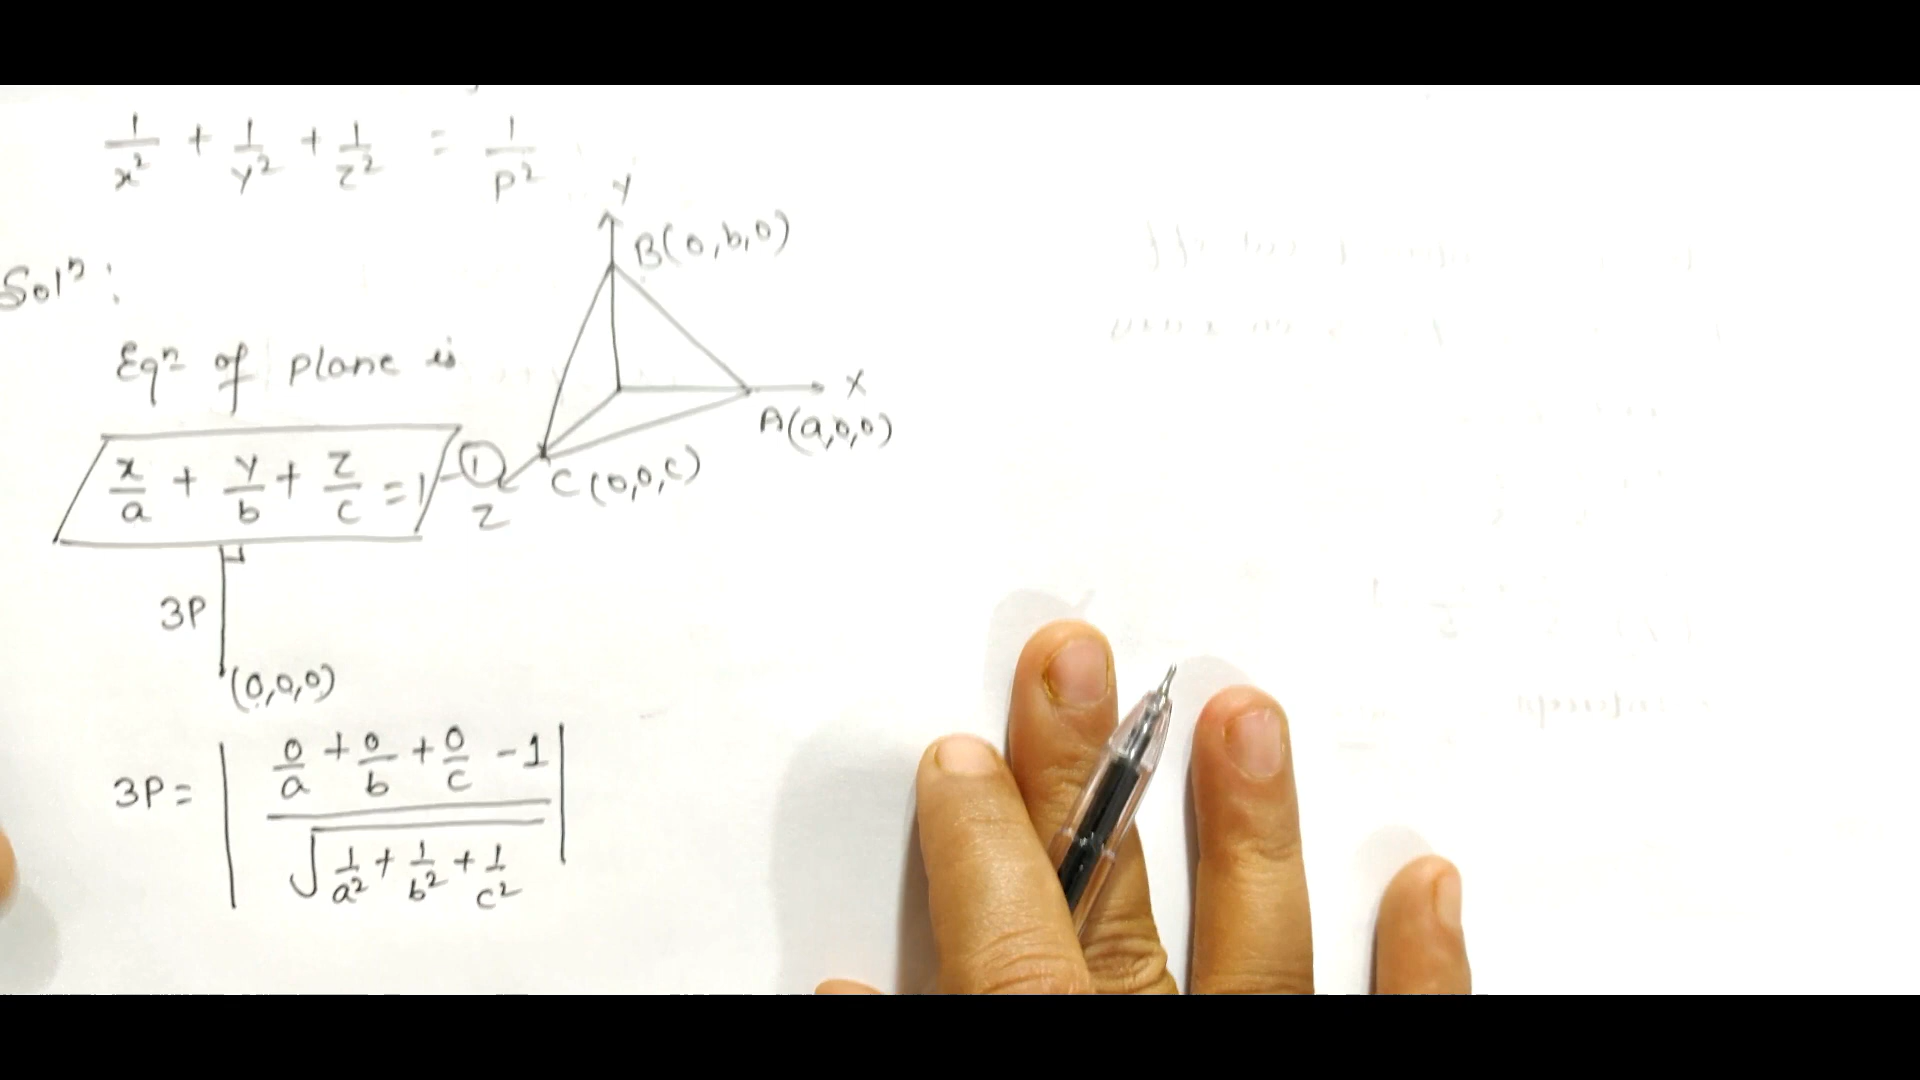 1/x² + 1/y² + 1/z² = 1/p²
Y
B(0,b,0)
Solⁿ:
Eqⁿ of plane is
X
A(a,0,0)
x/a + y/b + z/c = 1 - ①
C(0,0,c)
Z
3P
(0,0,0)
3P = | (0/a + 0/b + 0/c - 1) / √(1/a² + 1/b² + 1/c²) |